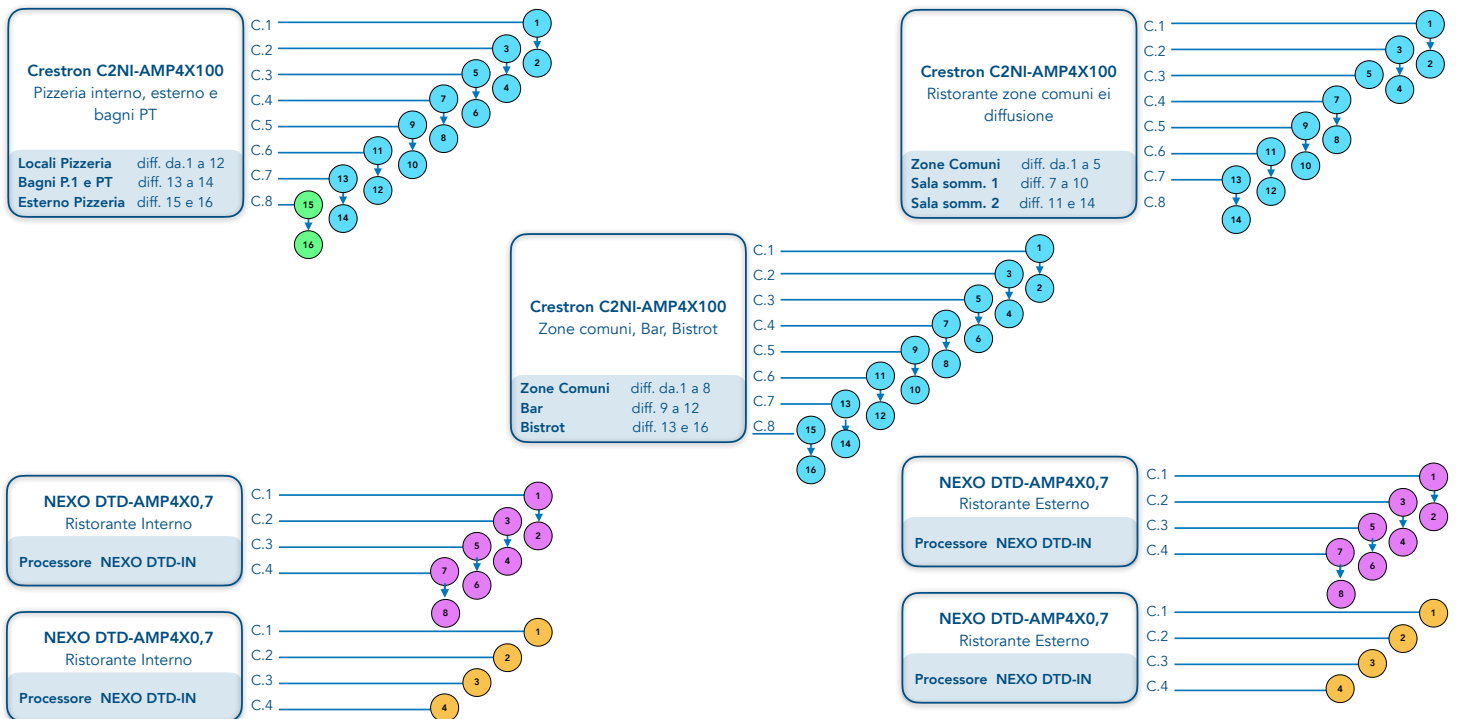 Crestron C2NI-AMP4X100
Pizzeria interno, esterno e
bagni PT
Locali Pizzeria diff. da.1 a 12
Bagni P.1 e PT diff. 13 a 14
Esterno Pizzeria diff. 15 e 16
C.1
C.2
C.3
C.4
C.5
C.6
C.7
C.8
1
3
2
5
4
7
6
9
8
11
10
13
12
15
14
16
Crestron C2NI-AMP4X100
Ristorante zone comuni ei
diffusione
Zone Comuni diff. da.1 a 5
Sala somm. 1 diff. 7 a 10
Sala somm. 2 diff. 11 e 14
C.1
C.2
C.3
C.4
C.5
C.6
C.7
C.8
1
3
2
5
4
7
9
8
11
10
13
12
14
Crestron C2NI-AMP4X100
Zone comuni, Bar, Bistrot
Zone Comuni diff. da.1 a 8
Bar diff. 9 a 12
Bistrot diff. 13 e 16
C.1
C.2
C.3
C.4
C.5
C.6
C.7
C.8
1
3
2
5
4
7
6
9
8
11
10
13
12
15
14
16
NEXO DTD-AMP4X0,7
Ristorante Interno
Processore NEXO DTD-IN
C.1
C.2
C.3
C.4
1
3
2
5
4
7
6
8
NEXO DTD-AMP4X0,7
Ristorante Esterno
Processore NEXO DTD-IN
C.1
C.2
C.3
C.4
1
3
2
5
4
7
6
8
NEXO DTD-AMP4X0,7
Ristorante Interno
Processore NEXO DTD-IN
C.1
C.2
C.3
C.4
1
2
3
4
NEXO DTD-AMP4X0,7
Ristorante Esterno
Processore NEXO DTD-IN
C.1
C.2
C.3
C.4
1
2
3
4